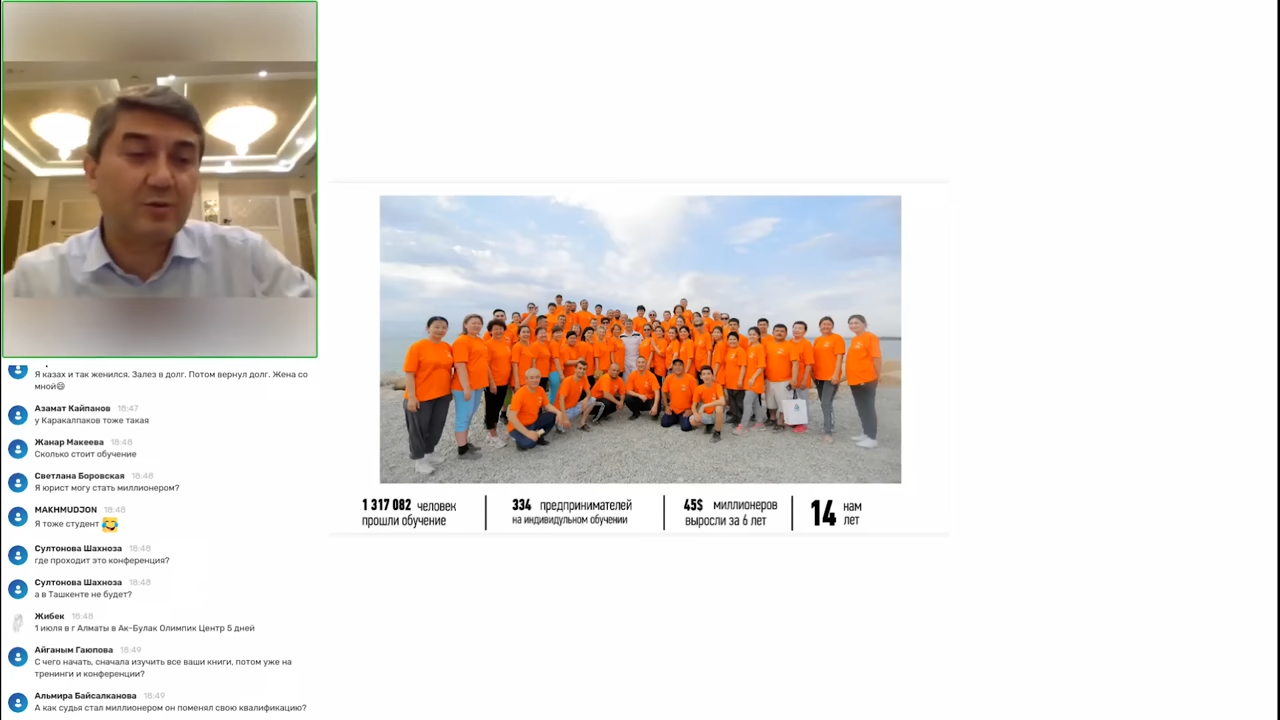 Я казах и так женился. Залез в долг. Потом вернул долг. Жена со
мной😄
Азамат Кайпанов 18:47
у Каракалпаков тоже такая
Жанар Макеева 18:48
Сколько стоит обучение
Светлана Боровская 18:48
Я юрист могу стать миллионером?
MAKHMUDJON 18:48
Я тоже студент 😂
Султонова Шахноза 18:48
где проходит это конференция?
Султонова Шахноза 18:48
а в Ташкенте не будет?
Жибек 18:48
1 июля в г Алматы в Ак-Булак Олимпик Центр 5 дней
Айганым Гаюпова 18:49
С чего начать, сначала изучить все ваши книги, потом уже на
тренинги и конференции?
Альмира Байсалканова 18:49
А как судья стал миллионером он поменял свою квалификацию?
1 317 082 человек
прошли обучение
334 предпринимателей
на индивидульном обучении
45$ миллионеров
выросли за 6 лет
14 нам
лет